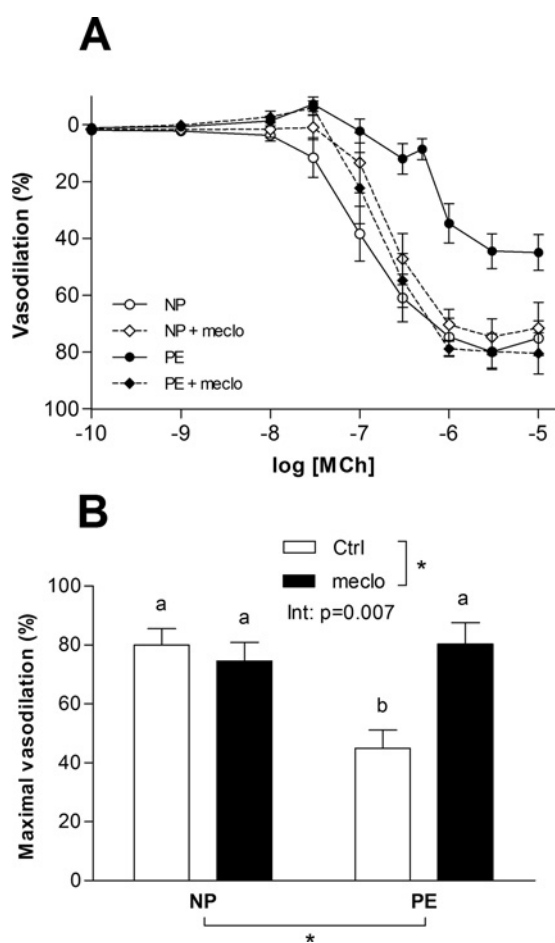 A
Vasodilation (%)
0
20
40
60
80
100
NP
NP + meclo
PE
PE + meclo
-10 -9 -8 -7 -6 -5
log [MCh]
B
Ctrl
meclo
*
Int: p=0.007
Maximal vasodilation (%)
100
80
60
40
20
0
a a b a
NP PE
*